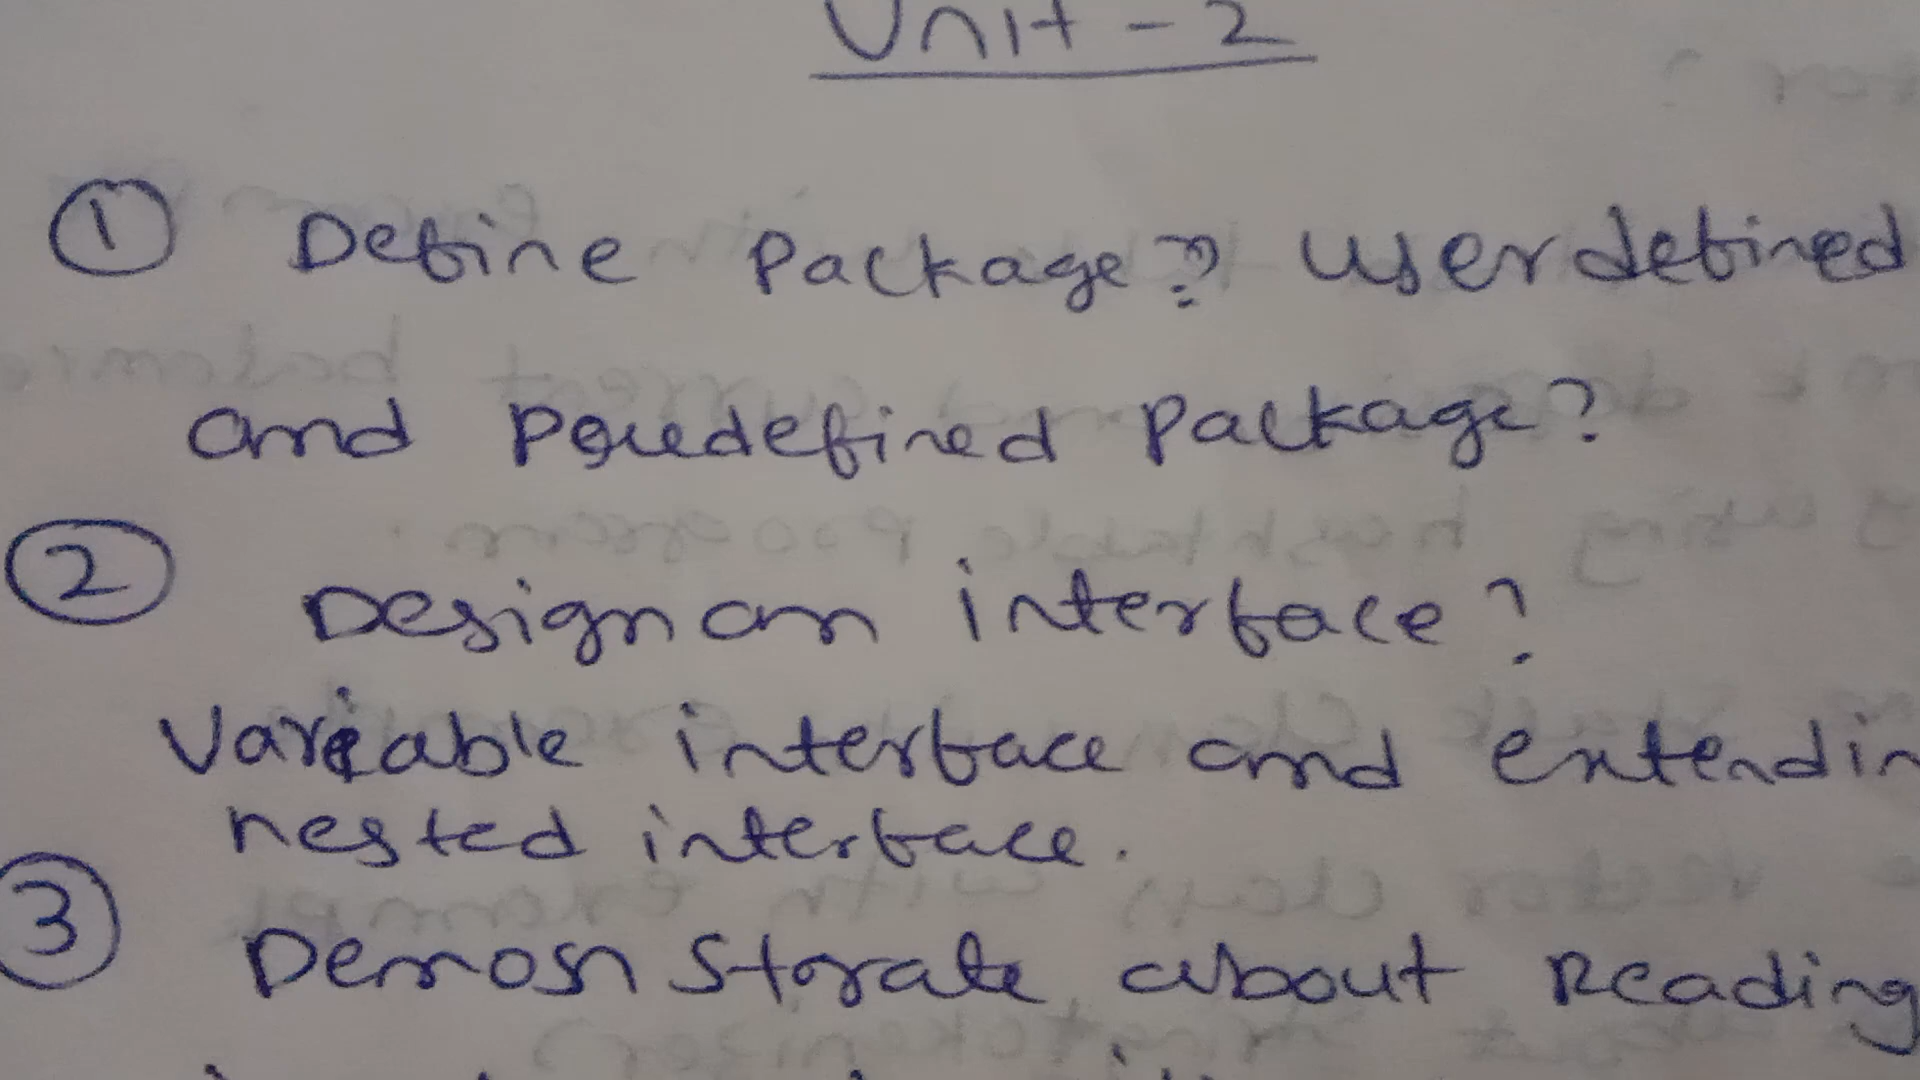 Unit - 2
① Define Package? userdefined
and Predefined Package?
② Design an interface?
Variable interface and extendin
nested interface.
③ Demonstrate about Reading